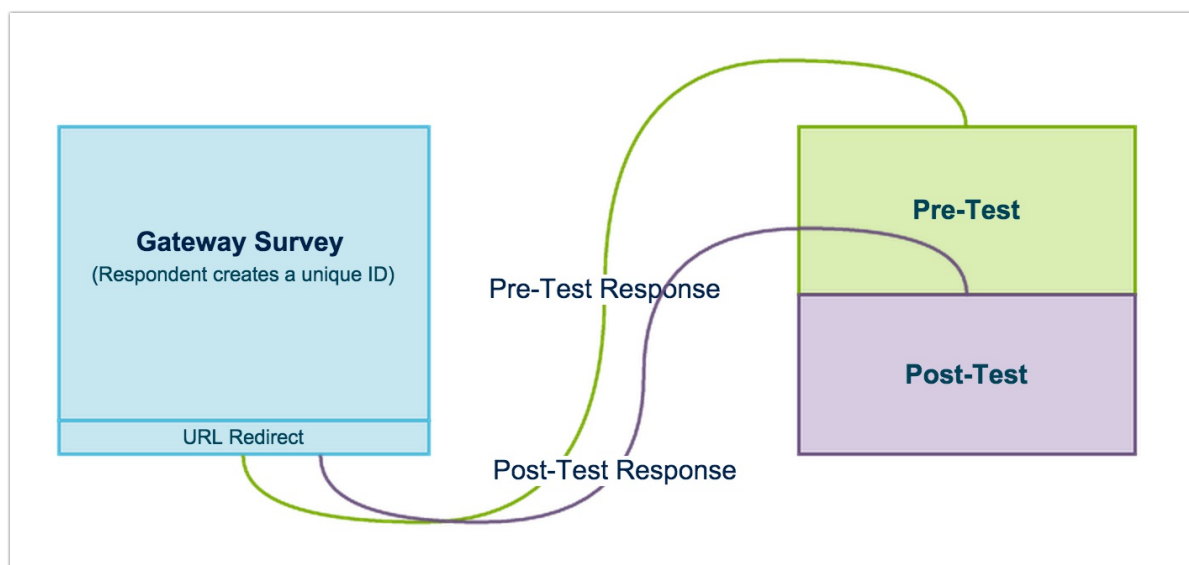 Gateway Survey
(Respondent creates a unique ID)
URL Redirect
Pre-Test Response
Post-Test Response
Pre-Test
Post-Test